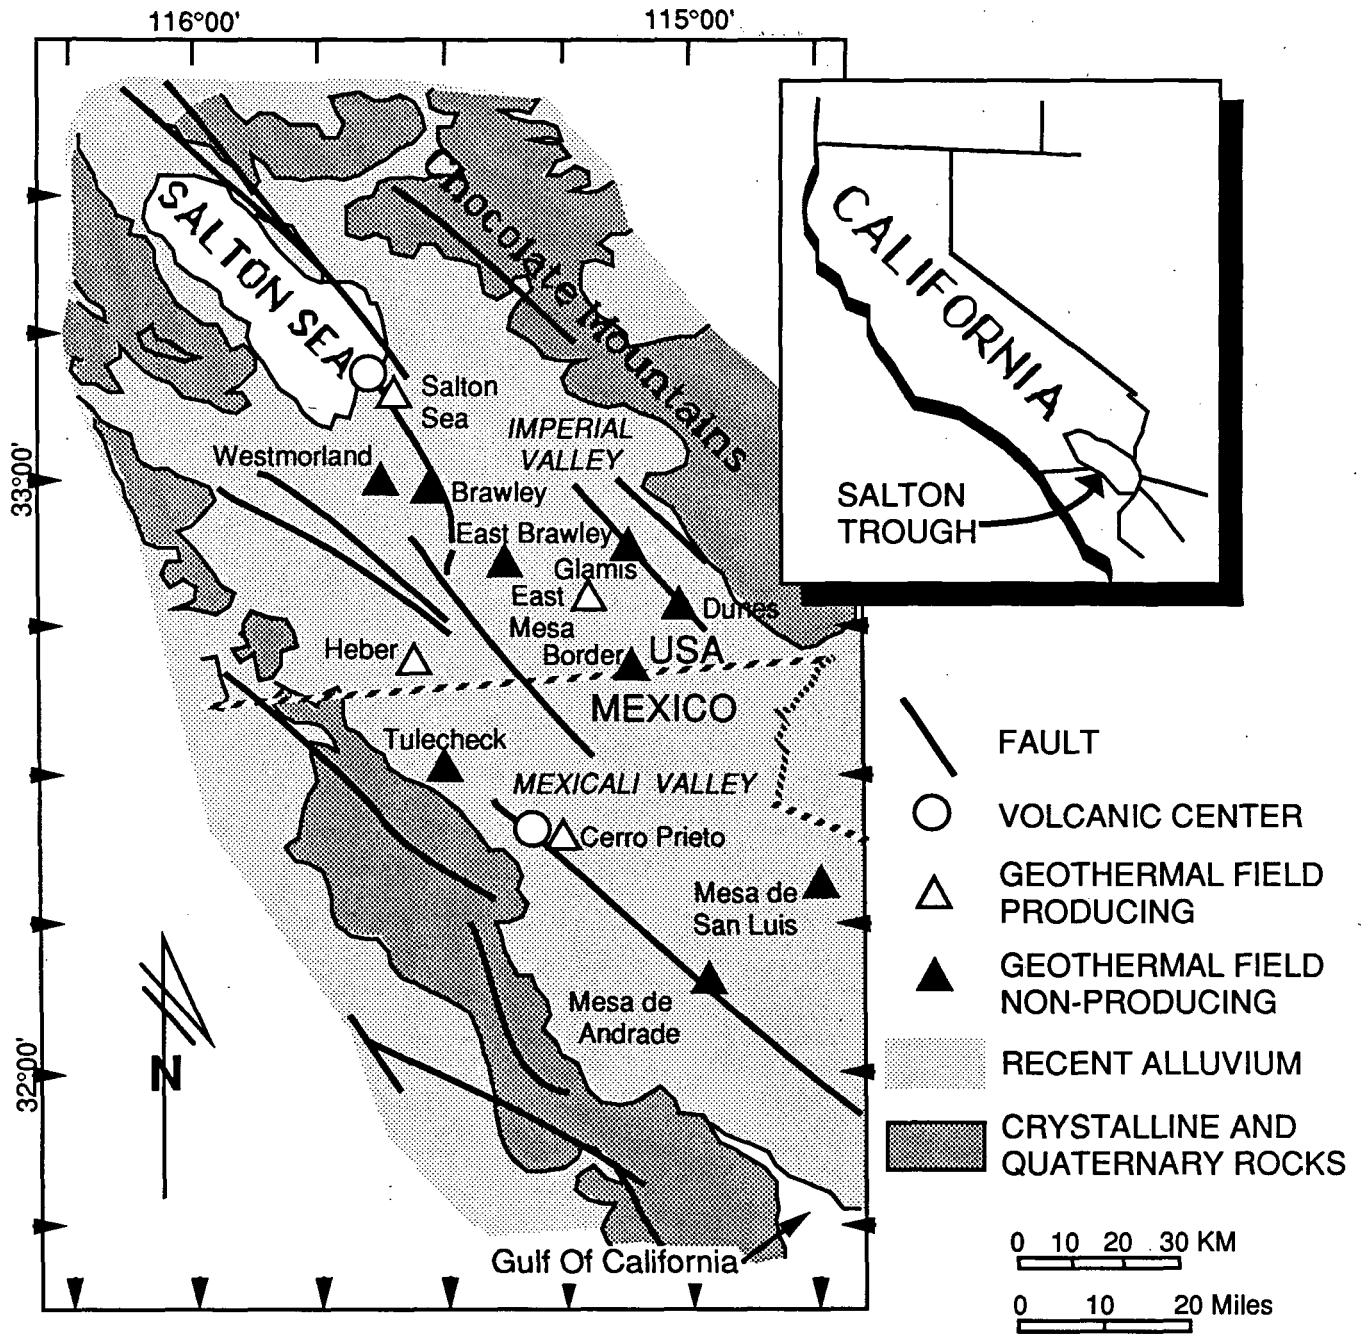 116°00'
115°00'
SALTON SEA
Chocolate Mountains
Salton
Sea
IMPERIAL
VALLEY
Westmorland
33°00'
Brawley
East Brawley
Glamis
East
Mesa
Dunes
Heber
Border
USA
MEXICO
Tulecheck
MEXICALI VALLEY
Cerro Prieto
Mesa de
San Luis
Mesa de
Andrade
N
32°00'
Gulf Of California
CALIFORNIA
SALTON
TROUGH
FAULT
VOLCANIC CENTER
GEOTHERMAL FIELD
PRODUCING
GEOTHERMAL FIELD
NON-PRODUCING
RECENT ALLUVIUM
CRYSTALLINE AND
QUATERNARY ROCKS
0 10 20 30 KM
0 10 20 Miles